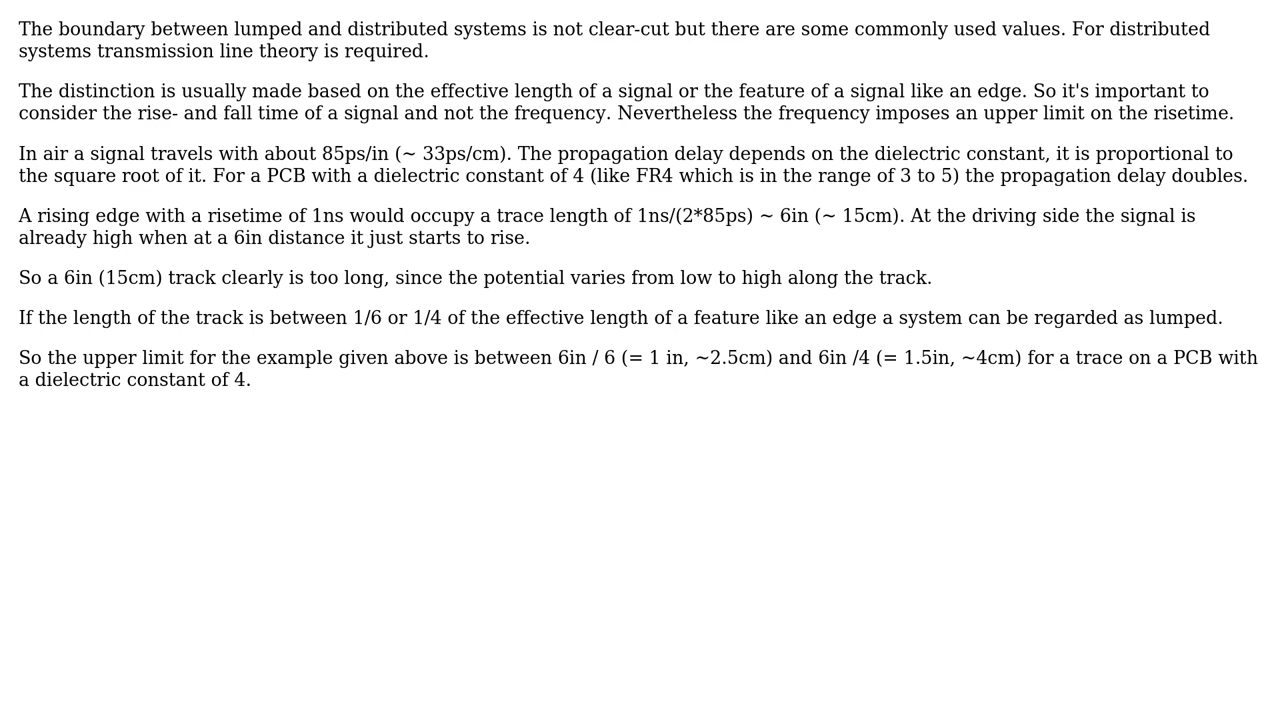 The boundary between lumped and distributed systems is not clear-cut but there are some commonly used values. For distributed
systems transmission line theory is required.
The distinction is usually made based on the effective length of a signal or the feature of a signal like an edge. So it's important to
consider the rise- and fall time of a signal and not the frequency. Nevertheless the frequency imposes an upper limit on the risetime.
In air a signal travels with about 85ps/in (~ 33ps/cm). The propagation delay depends on the dielectric constant, it is proportional to
the square root of it. For a PCB with a dielectric constant of 4 (like FR4 which is in the range of 3 to 5) the propagation delay doubles.
A rising edge with a risetime of 1ns would occupy a trace length of 1ns/(2*85ps) ~ 6in (~ 15cm). At the driving side the signal is
already high when at a 6in distance it just starts to rise.
So a 6in (15cm) track clearly is too long, since the potential varies from low to high along the track.
If the length of the track is between 1/6 or 1/4 of the effective length of a feature like an edge a system can be regarded as lumped.
So the upper limit for the example given above is between 6in / 6 (= 1 in, ~2.5cm) and 6in /4 (= 1.5in, ~4cm) for a trace on a PCB with
a dielectric constant of 4.